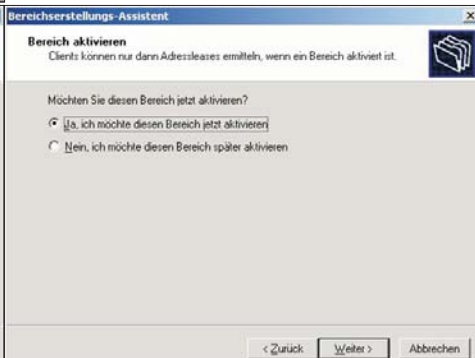 Bereichserstellungs-Assistent
Bereich aktivieren
Clients können nur dann Adressleases ermitteln, wenn ein Bereich aktiviert ist.
Möchten Sie diesen Bereich jetzt aktivieren?
Ja, ich möchte diesen Bereich jetzt aktivieren
Nein, ich möchte diesen Bereich später aktivieren
< Zurück Weiter > Abbrechen